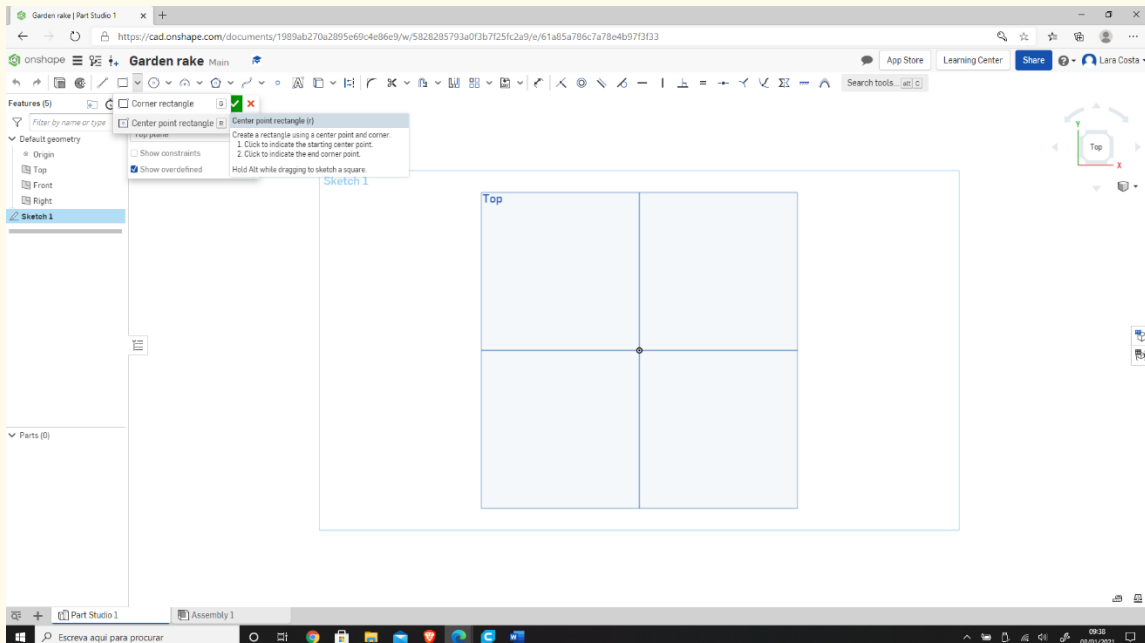 Garden rake | Part Studio 1
https://cad.onshape.com/documents/1989ab270a2895e69c4e86e9/w/5828285793a0f3b7f25fc2a9/e/61a85a786c7a78e4b97f3f33
onshape Garden rake Main
App Store Learning Center Share Lara Costa
Search tools... alt C
Features (5)
Corner rectangle G
Filter by name or type
Center point rectangle R
Center point rectangle (r)
Top plane
Create a rectangle using a center point and corner.
1. Click to indicate the starting center point.
2. Click to indicate the end corner point.
Hold Alt while dragging to sketch a square.
Show constraints
Show overdefined
Default geometry
Origin
Top
Front
Right
Sketch 1
Sketch 1
Top
Y
Top
X
Parts (0)
Part Studio 1
Assembly 1
Escreva aqui para procurar
09:38
08/01/2021